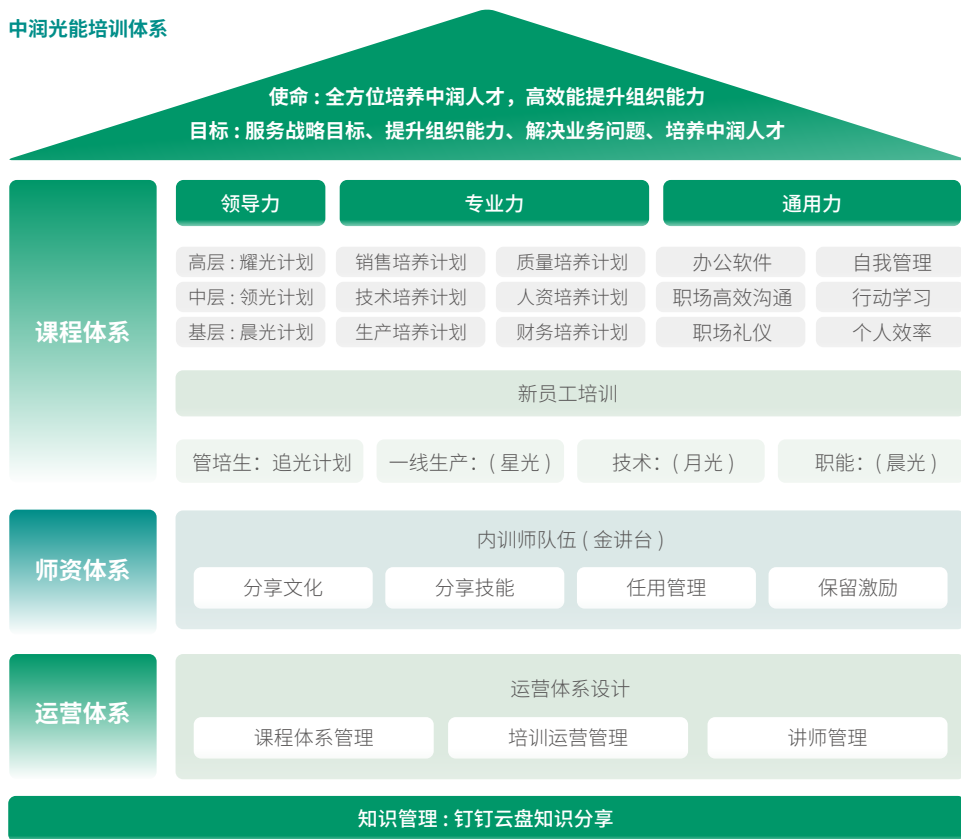 中润光能培训体系
使命 : 全方位培养中润人才，高效能提升组织能力
目标 : 服务战略目标、提升组织能力、解决业务问题、培养中润人才
课程体系
领导力 专业力 通用力
高层 : 耀光计划 销售培养计划 质量培养计划 办公软件 自我管理
中层 : 领光计划 技术培养计划 人资培养计划 职场高效沟通 行动学习
基层 : 晨光计划 生产培养计划 财务培养计划 职场礼仪 个人效率
新员工培训
管培生：追光计划 一线生产：( 星光 ) 技术：( 月光 ) 职能：( 晨光 )
师资体系
内训师队伍 ( 金讲台 )
分享文化 分享技能 任用管理 保留激励
运营体系
运营体系设计
课程体系管理 培训运营管理 讲师管理
知识管理 : 钉钉云盘知识分享